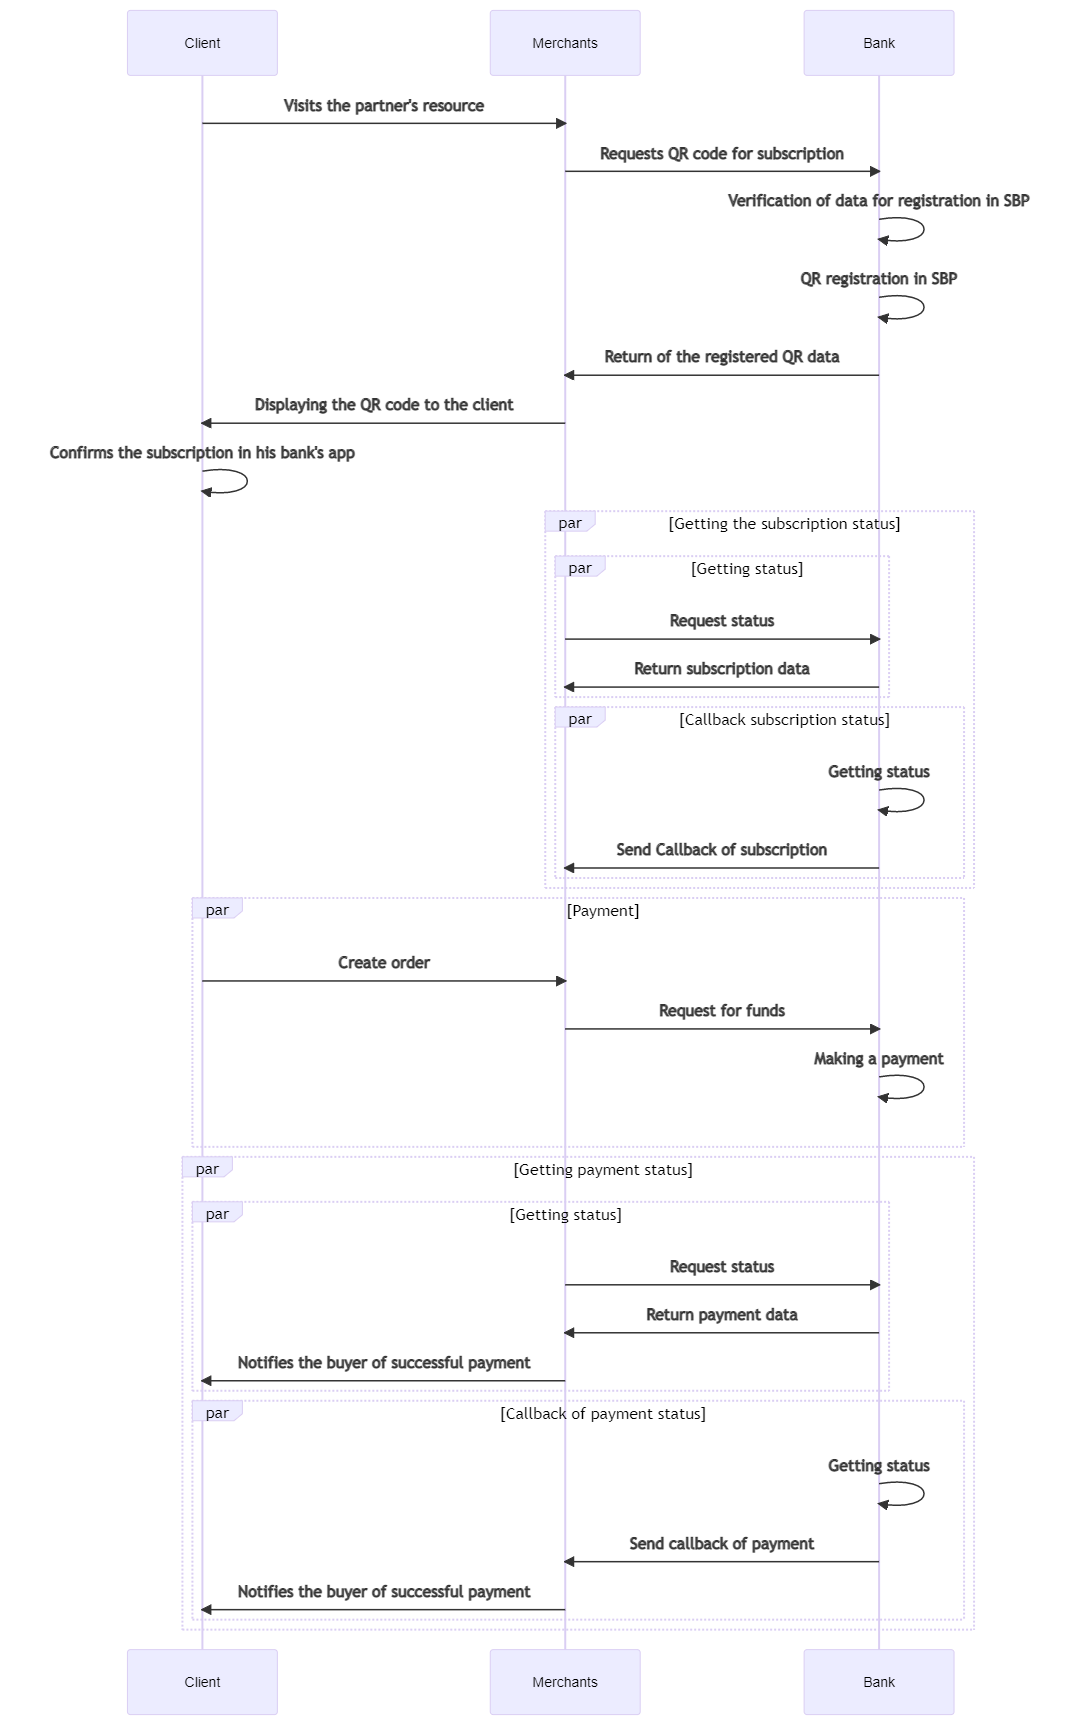 Client
Merchants
Bank
Visits the partner's resource
Requests QR code for subscription
Verification of data for registration in SBP
QR registration in SBP
Return of the registered QR data
Displaying the QR code to the client
Confirms the subscription in his bank's app
par
[Getting the subscription status]
par
[Getting status]
Request status
Return subscription data
par
[Callback subscription status]
Getting status
Send Callback of subscription
par
[Payment]
Create order
Request for funds
Making a payment
par
[Getting payment status]
par
[Getting status]
Request status
Return payment data
Notifies the buyer of successful payment
par
[Callback of payment status]
Getting status
Send callback of payment
Notifies the buyer of successful payment
Client
Merchants
Bank